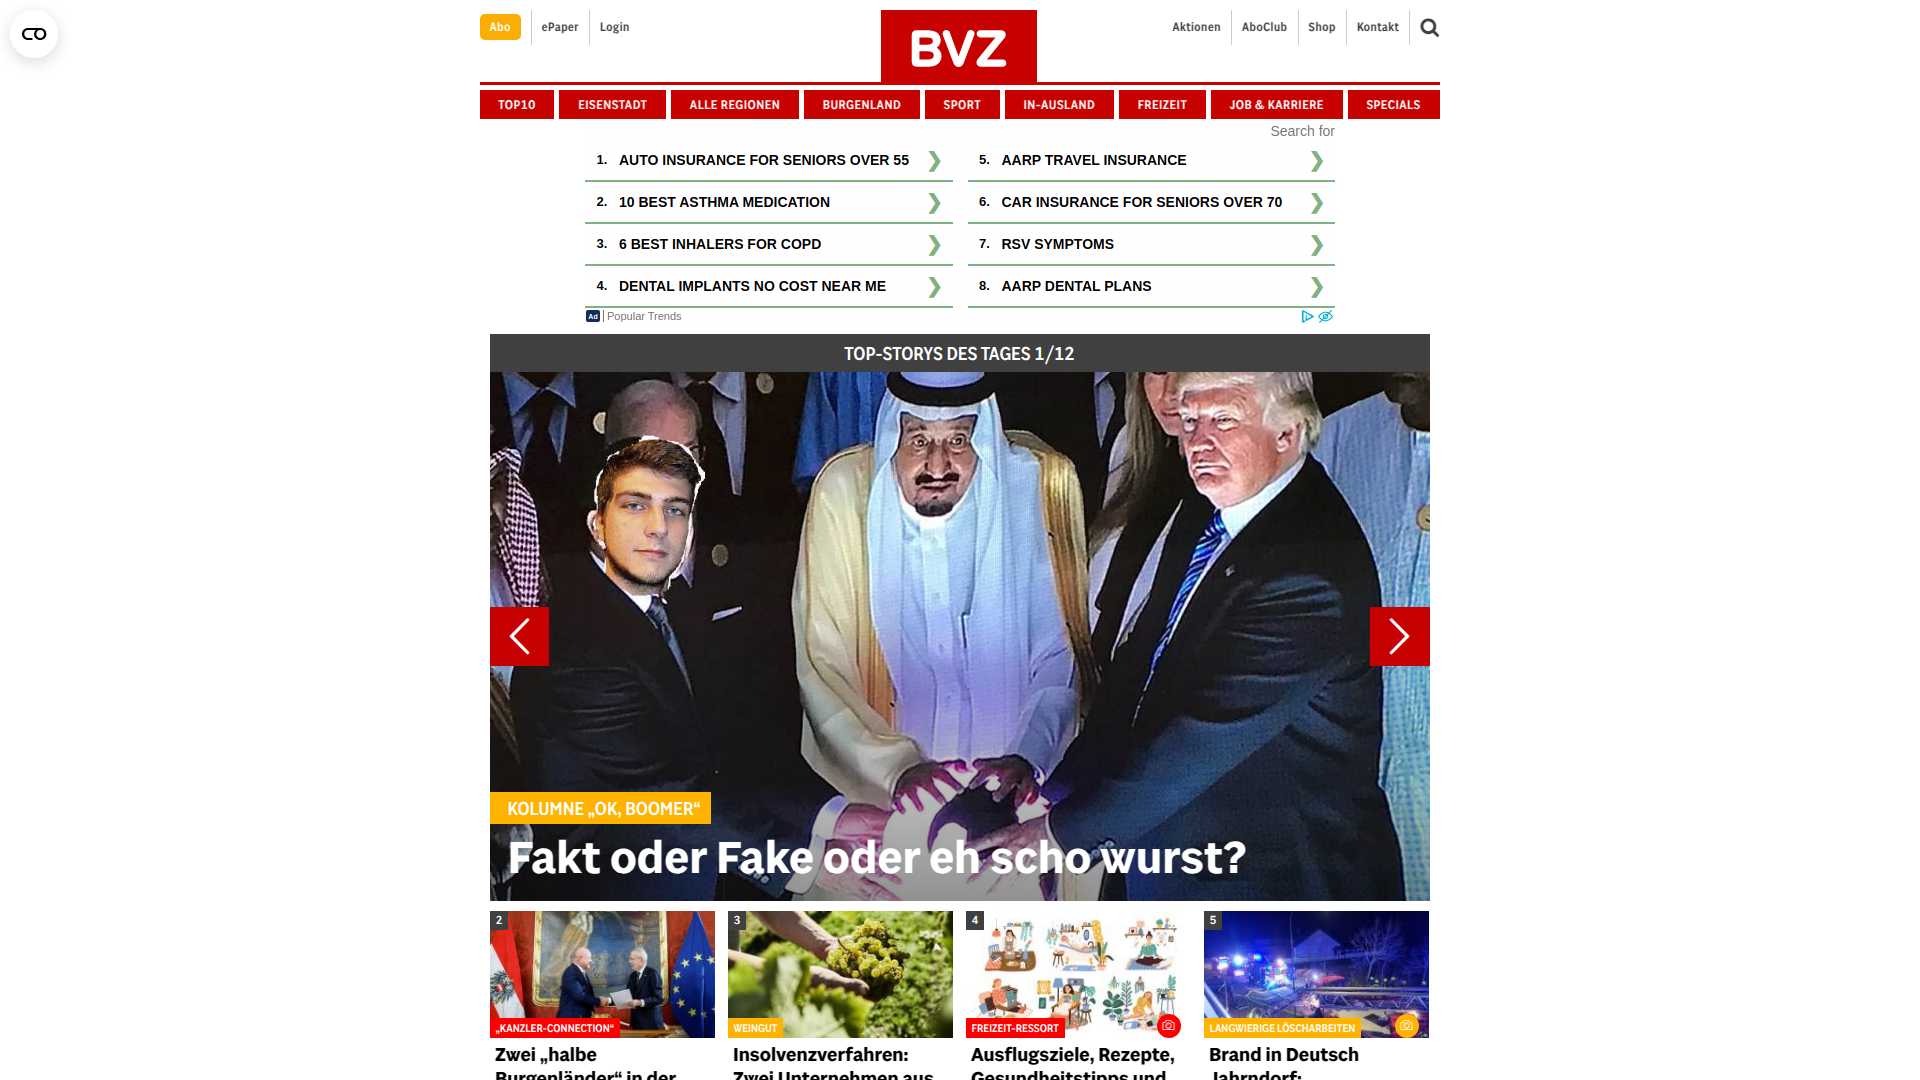 Abo
ePaper
Login
BVZ
Aktionen
AboClub
Shop
Kontakt
TOP10
EISENSTADT
ALLE REGIONEN
BURGENLAND
SPORT
IN-AUSLAND
FREIZEIT
JOB & KARRIERE
SPECIALS
Search for
1. AUTO INSURANCE FOR SENIORS OVER 55
2. 10 BEST ASTHMA MEDICATION
3. 6 BEST INHALERS FOR COPD
4. DENTAL IMPLANTS NO COST NEAR ME
5. AARP TRAVEL INSURANCE
6. CAR INSURANCE FOR SENIORS OVER 70
7. RSV SYMPTOMS
8. AARP DENTAL PLANS
Ad | Popular Trends
TOP-STORYS DES TAGES 1/12
KOLUMNE „OK, BOOMER“
Fakt oder Fake oder eh scho wurst?
2
„KANZLER-CONNECTION“
Zwei „halbe
Burgenländer“ in der
3
WEINGUT
Insolvenzverfahren:
Zwei Unternehmen aus
4
FREIZEIT-RESSORT
Ausflugsziele, Rezepte,
Gesundheitstipps und
5
LANGWIERIGE LÖSCHARBEITEN
Brand in Deutsch
Jahrndorf: